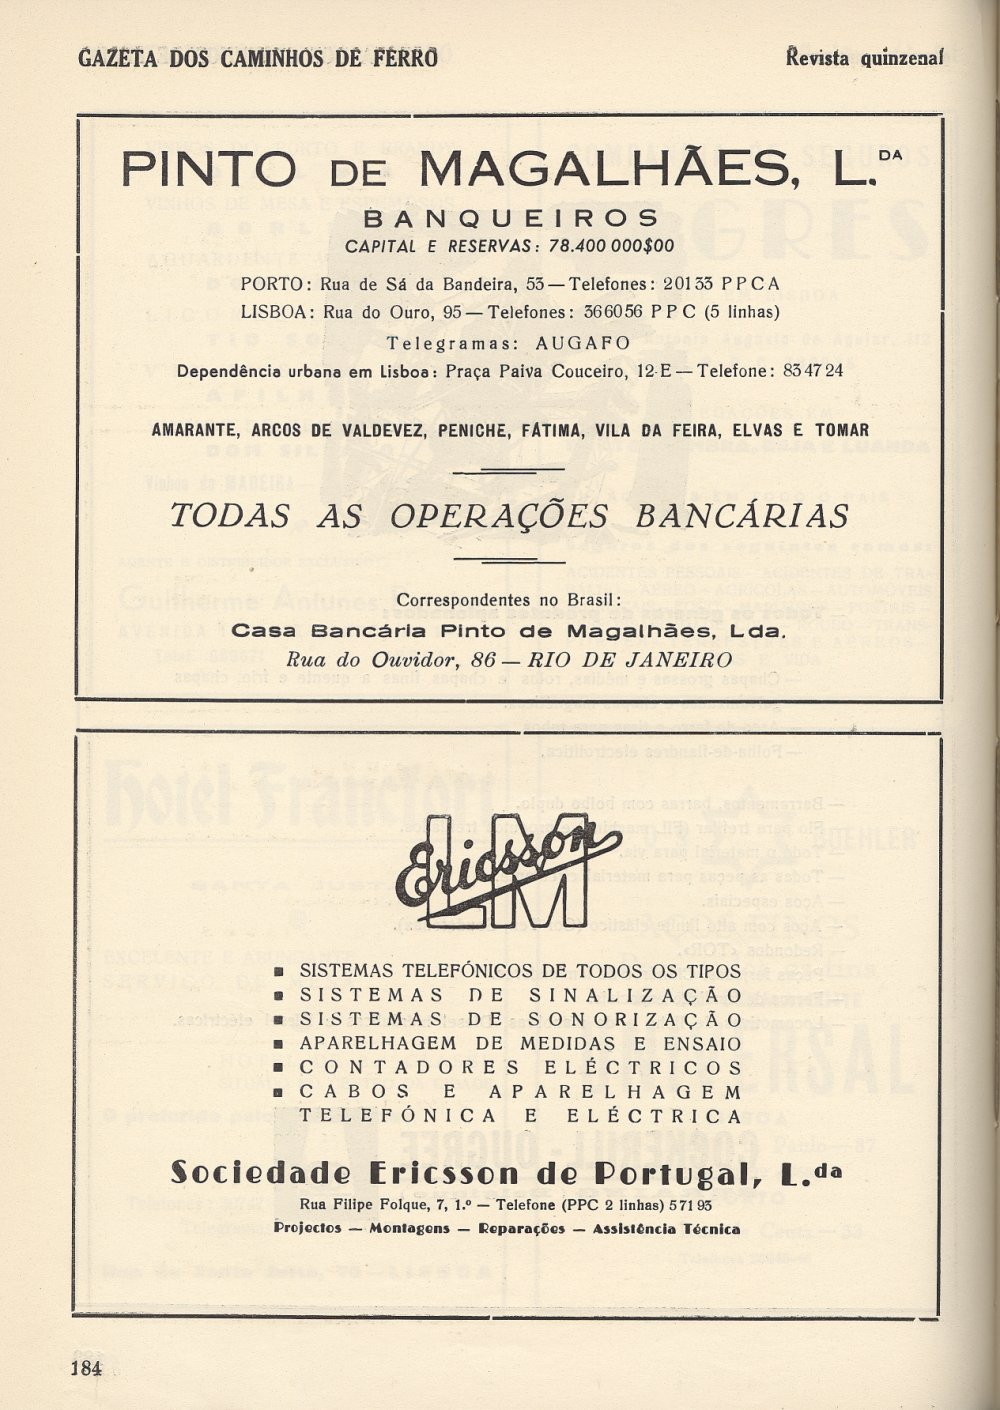 GAZETA DOS CAMINHOS DE FERRO
Revista quinzenal
PINTO DE MAGALHÃES, L.DA
BANQUEIROS
CAPITAL E RESERVAS: 78.400 000$00
PORTO: Rua de Sá da Bandeira, 53 — Telefones: 20133 PPCA
LISBOA: Rua do Ouro, 95 — Telefones: 366056 PPC (5 linhas)
Telegramas: AUGAFO
Dependência urbana em Lisboa: Praça Paiva Couceiro, 12-E — Telefone: 834724
AMARANTE, ARCOS DE VALDEVEZ, PENICHE, FÁTIMA, VILA DA FEIRA, ELVAS E TOMAR
TODAS AS OPERAÇÕES BANCÁRIAS
Correspondentes no Brasil:
Casa Bancária Pinto de Magalhães, Lda.
Rua do Ouvidor, 86 — RIO DE JANEIRO
LM Ericsson
■ SISTEMAS TELEFÓNICOS DE TODOS OS TIPOS
■ SISTEMAS DE SINALIZAÇÃO
■ SISTEMAS DE SONORIZAÇÃO
■ APARELHAGEM DE MEDIDAS E ENSAIO
■ CONTADORES ELÉCTRICOS
■ CABOS E APARELHAGEM
TELEFÓNICA E ELÉCTRICA
Sociedade Ericsson de Portugal, L.da
Rua Filipe Folque, 7, 1.º — Telefone (PPC 2 linhas) 57193
Projectos — Montagens — Reparações — Assistência Técnica
184